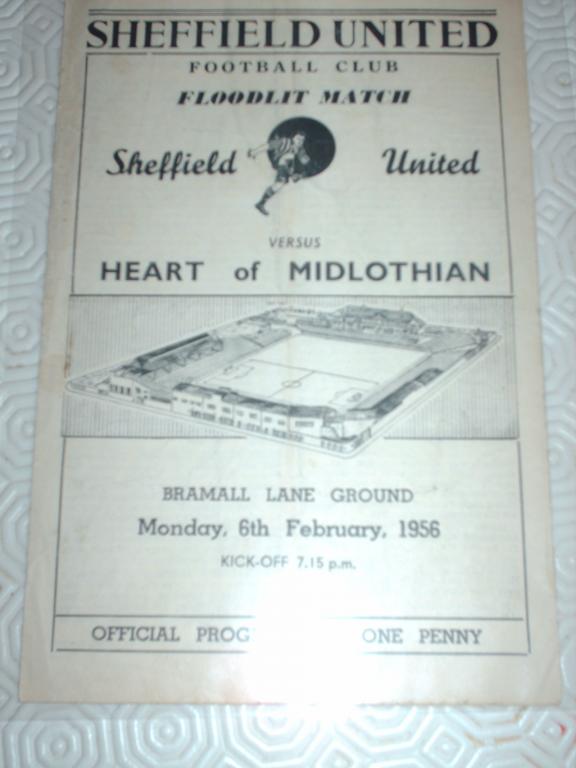 SHEFFIELD UNITED
FOOTBALL CLUB
FLOODLIT MATCH
Sheffield United
VERSUS
HEART of MIDLOTHIAN
BRAMALL LANE GROUND
Monday, 6th February, 1956
KICK-OFF 7.15 p.m.
OFFICIAL PROG ONE PENNY